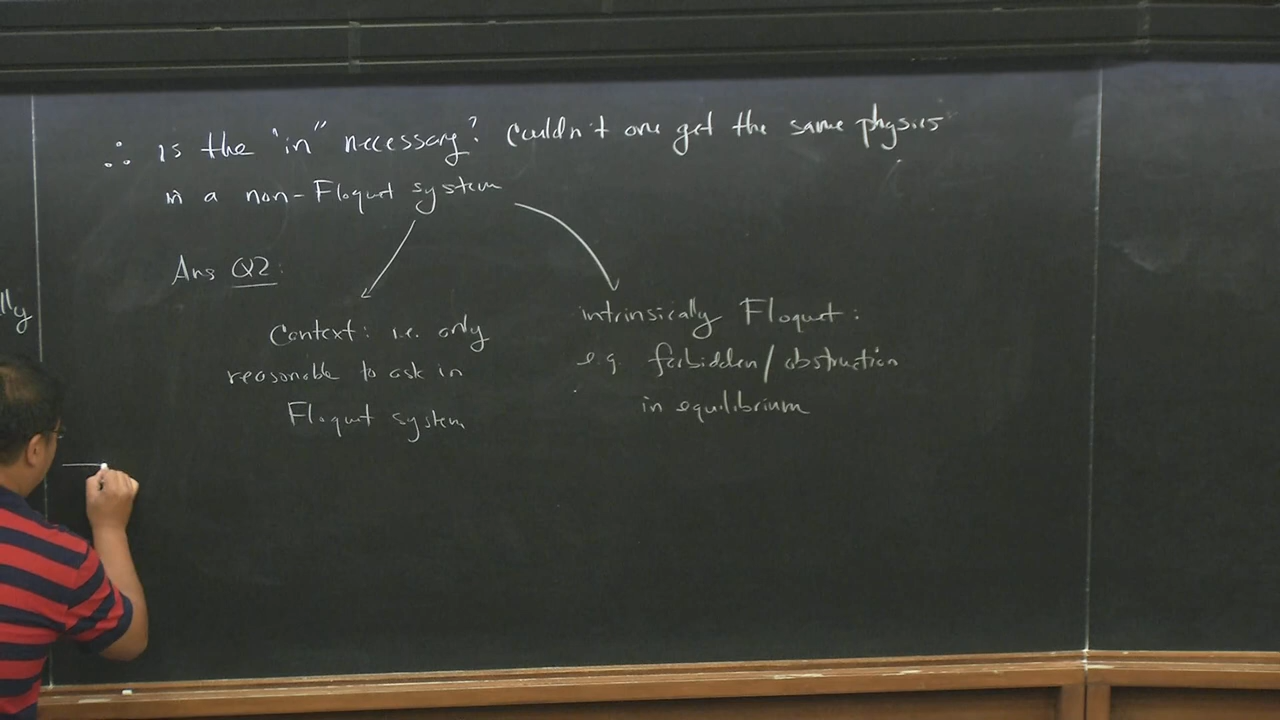 lly
∴ is the "in" necessary? Couldn't one get the same physics
in a non-Floquet system
Ans Q2:
Context: i.e. only
reasonable to ask in
Floquet system
intrinsically Floquet:
e.g. forbidden/obstruction
in equilibrium